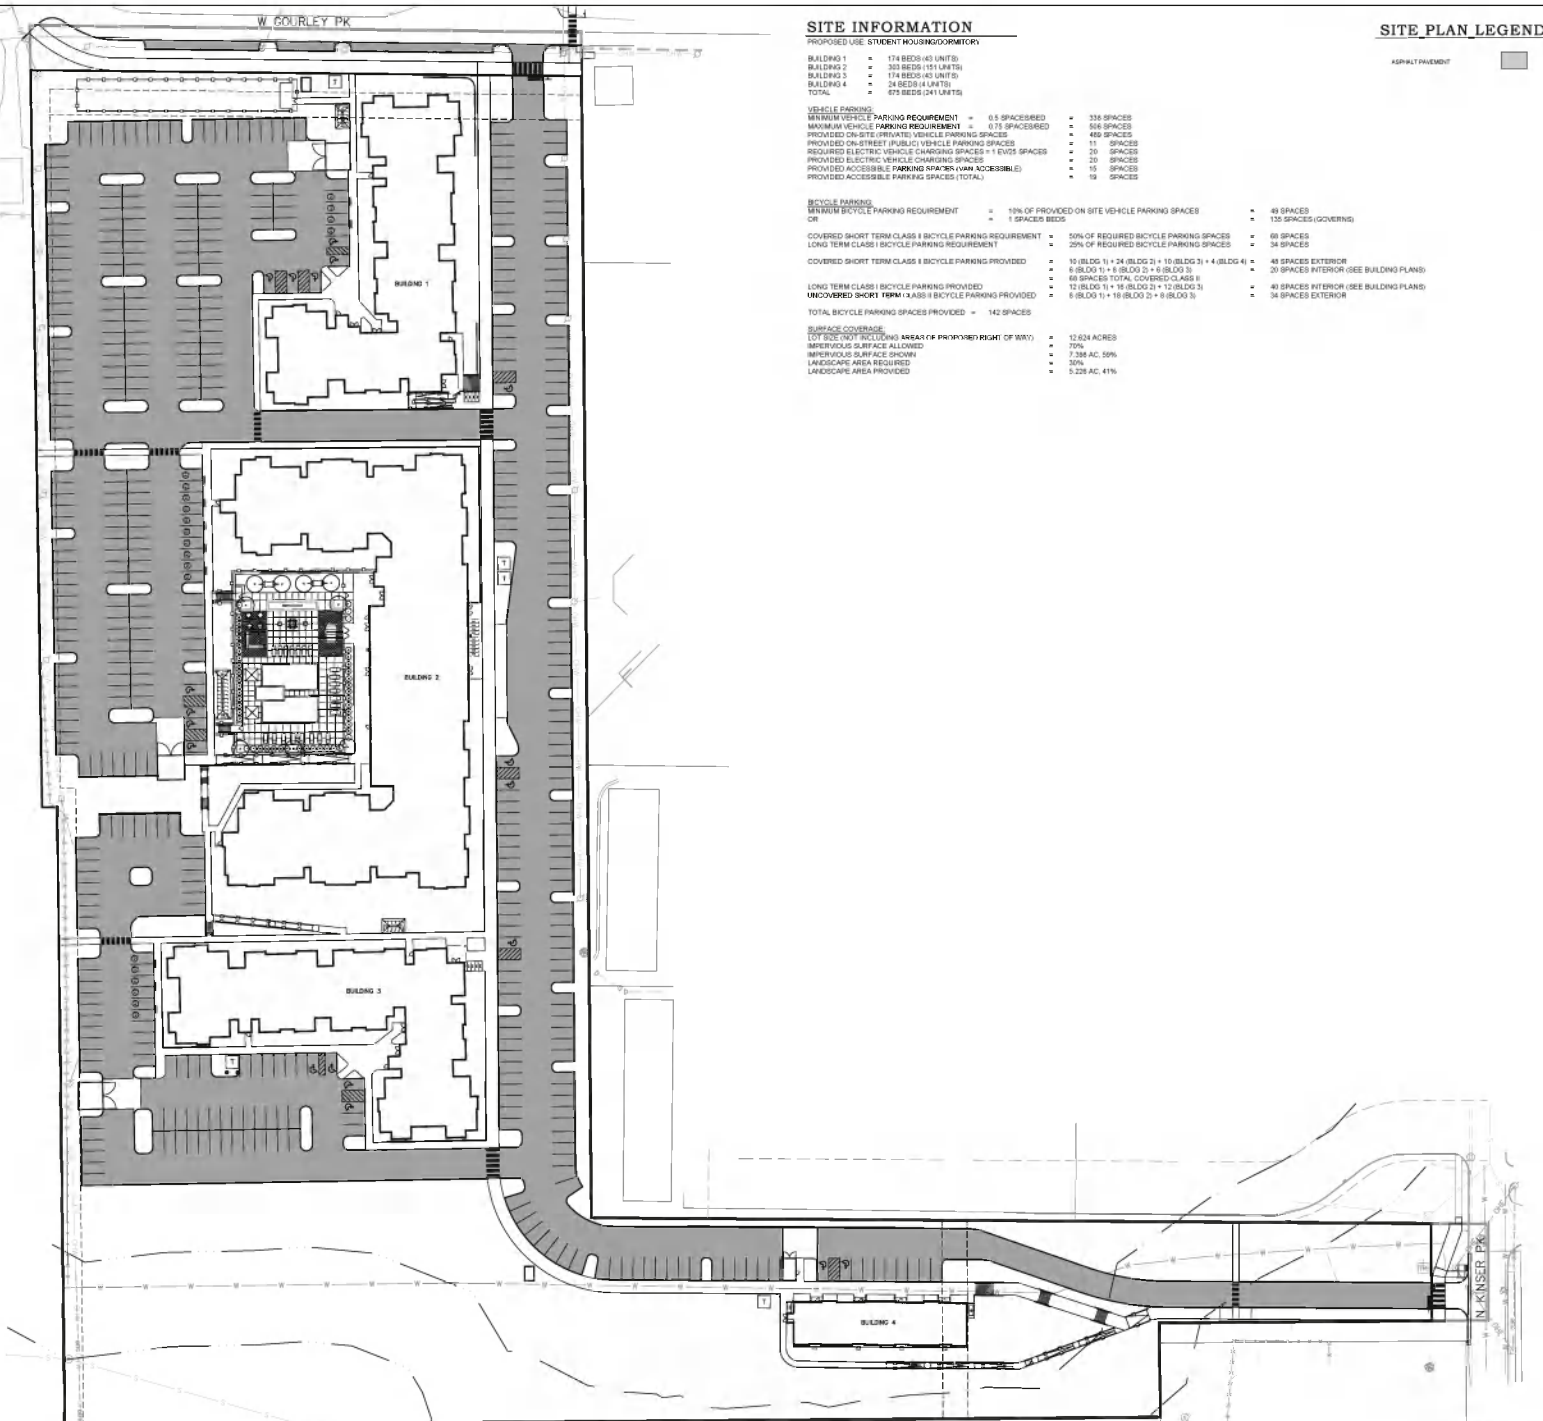 W GOURLEY PK
SITE INFORMATION
PROPOSED USE: STUDENT HOUSING/DORMITORY
BUILDING 1 = 174 BEDS (43 UNITS)
BUILDING 2 = 303 BEDS (151 UNITS)
BUILDING 3 = 174 BEDS (43 UNITS)
BUILDING 4 = 24 BEDS (4 UNITS)
TOTAL = 675 BEDS (241 UNITS)
VEHICLE PARKING:
MINIMUM VEHICLE PARKING REQUIREMENT = 0.5 SPACES/BED = 338 SPACES
MAXIMUM VEHICLE PARKING REQUIREMENT = 0.75 SPACES/BED = 506 SPACES
PROVIDED ON-SITE (PRIVATE) VEHICLE PARKING SPACES = 489 SPACES
PROVIDED ON-STREET (PUBLIC) VEHICLE PARKING SPACES = 11 SPACES
REQUIRED ELECTRIC VEHICLE CHARGING SPACES = 1 EV/25 SPACES = 20 SPACES
PROVIDED ELECTRIC VEHICLE CHARGING SPACES = 20 SPACES
PROVIDED ACCESSIBLE PARKING SPACES (VAN ACCESSIBLE) = 15 SPACES
PROVIDED ACCESSIBLE PARKING SPACES (TOTAL) = 19 SPACES
BICYCLE PARKING:
MINIMUM BICYCLE PARKING REQUIREMENT = 10% OF PROVIDED ON SITE VEHICLE PARKING SPACES = 49 SPACES
OR = 1 SPACE/5 BEDS = 135 SPACES (GOVERNS)
COVERED SHORT TERM CLASS II BICYCLE PARKING REQUIREMENT = 50% OF REQUIRED BICYCLE PARKING SPACES = 68 SPACES
LONG TERM CLASS I BICYCLE PARKING REQUIREMENT = 25% OF REQUIRED BICYCLE PARKING SPACES = 34 SPACES
COVERED SHORT TERM CLASS II BICYCLE PARKING PROVIDED = 10 (BLDG 1) + 24 (BLDG 2) + 10 (BLDG 3) + 4 (BLDG 4) = 48 SPACES EXTERIOR
= 6 (BLDG 1) + 8 (BLDG 2) + 6 (BLDG 3) = 20 SPACES INTERIOR (SEE BUILDING PLANS)
= 68 SPACES TOTAL COVERED CLASS II
LONG TERM CLASS I BICYCLE PARKING PROVIDED = 12 (BLDG 1) + 16 (BLDG 2) + 12 (BLDG 3) = 40 SPACES INTERIOR (SEE BUILDING PLANS)
UNCOVERED SHORT TERM CLASS II BICYCLE PARKING PROVIDED = 8 (BLDG 1) + 18 (BLDG 2) + 8 (BLDG 3) = 34 SPACES EXTERIOR
TOTAL BICYCLE PARKING SPACES PROVIDED = 142 SPACES
SURFACE COVERAGE:
LOT SIZE (NOT INCLUDING AREAS OF PROPOSED RIGHT OF WAY) = 12.624 ACRES
IMPERVIOUS SURFACE ALLOWED = 70%
IMPERVIOUS SURFACE SHOWN = 7.398 AC, 59%
LANDSCAPE AREA REQUIRED = 30%
LANDSCAPE AREA PROVIDED = 5.226 AC, 41%
SITE PLAN LEGEND
ASPHALT PAVEMENT
BUILDING 1
BUILDING 2
BUILDING 3
BUILDING 4
N KINSER PK